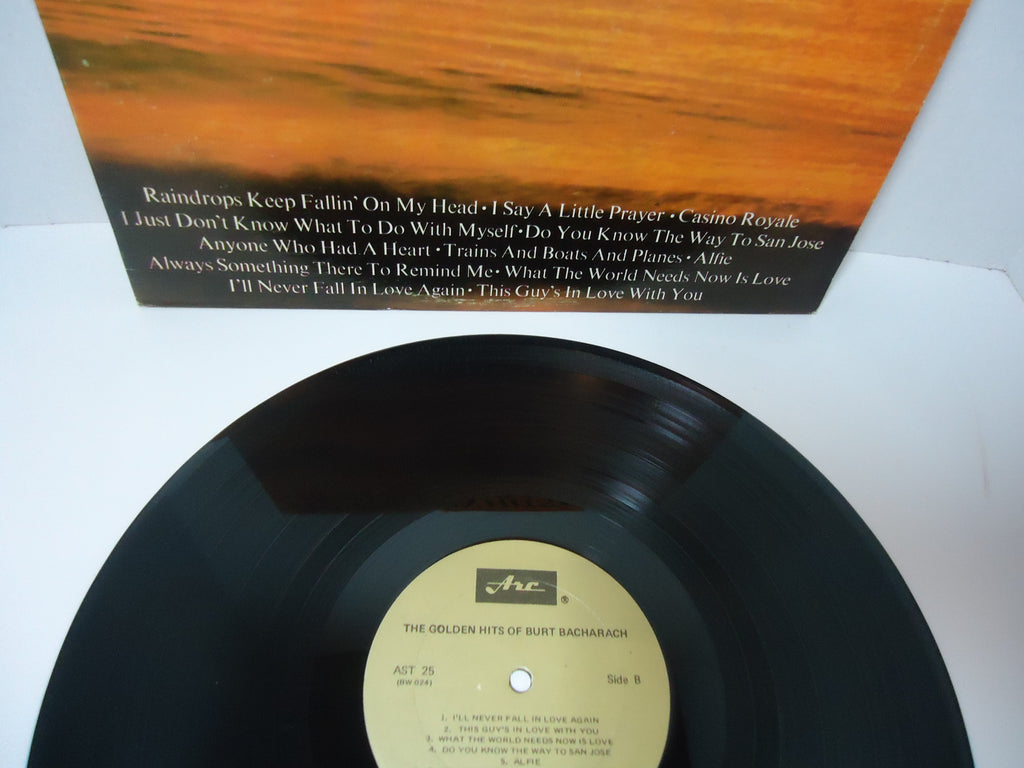 Raindrops Keep Fallin' On My Head • I Say A Little Prayer • Casino Royale
I Just Don't Know What To Do With Myself • Do You Know The Way To San Jose
Anyone Who Had A Heart • Trains And Boats And Planes • Alfie
Always Something There To Remind Me • What The World Needs Now Is Love
I'll Never Fall In Love Again • This Guy's In Love With You
Arc ®
THE GOLDEN HITS OF BURT BACHARACH
AST 25
(BW 024)
Side B
1. I'LL NEVER FALL IN LOVE AGAIN
2. THIS GUY'S IN LOVE WITH YOU
3. WHAT THE WORLD NEEDS NOW IS LOVE
4. DO YOU KNOW THE WAY TO SAN JOSE
5. ALFIE